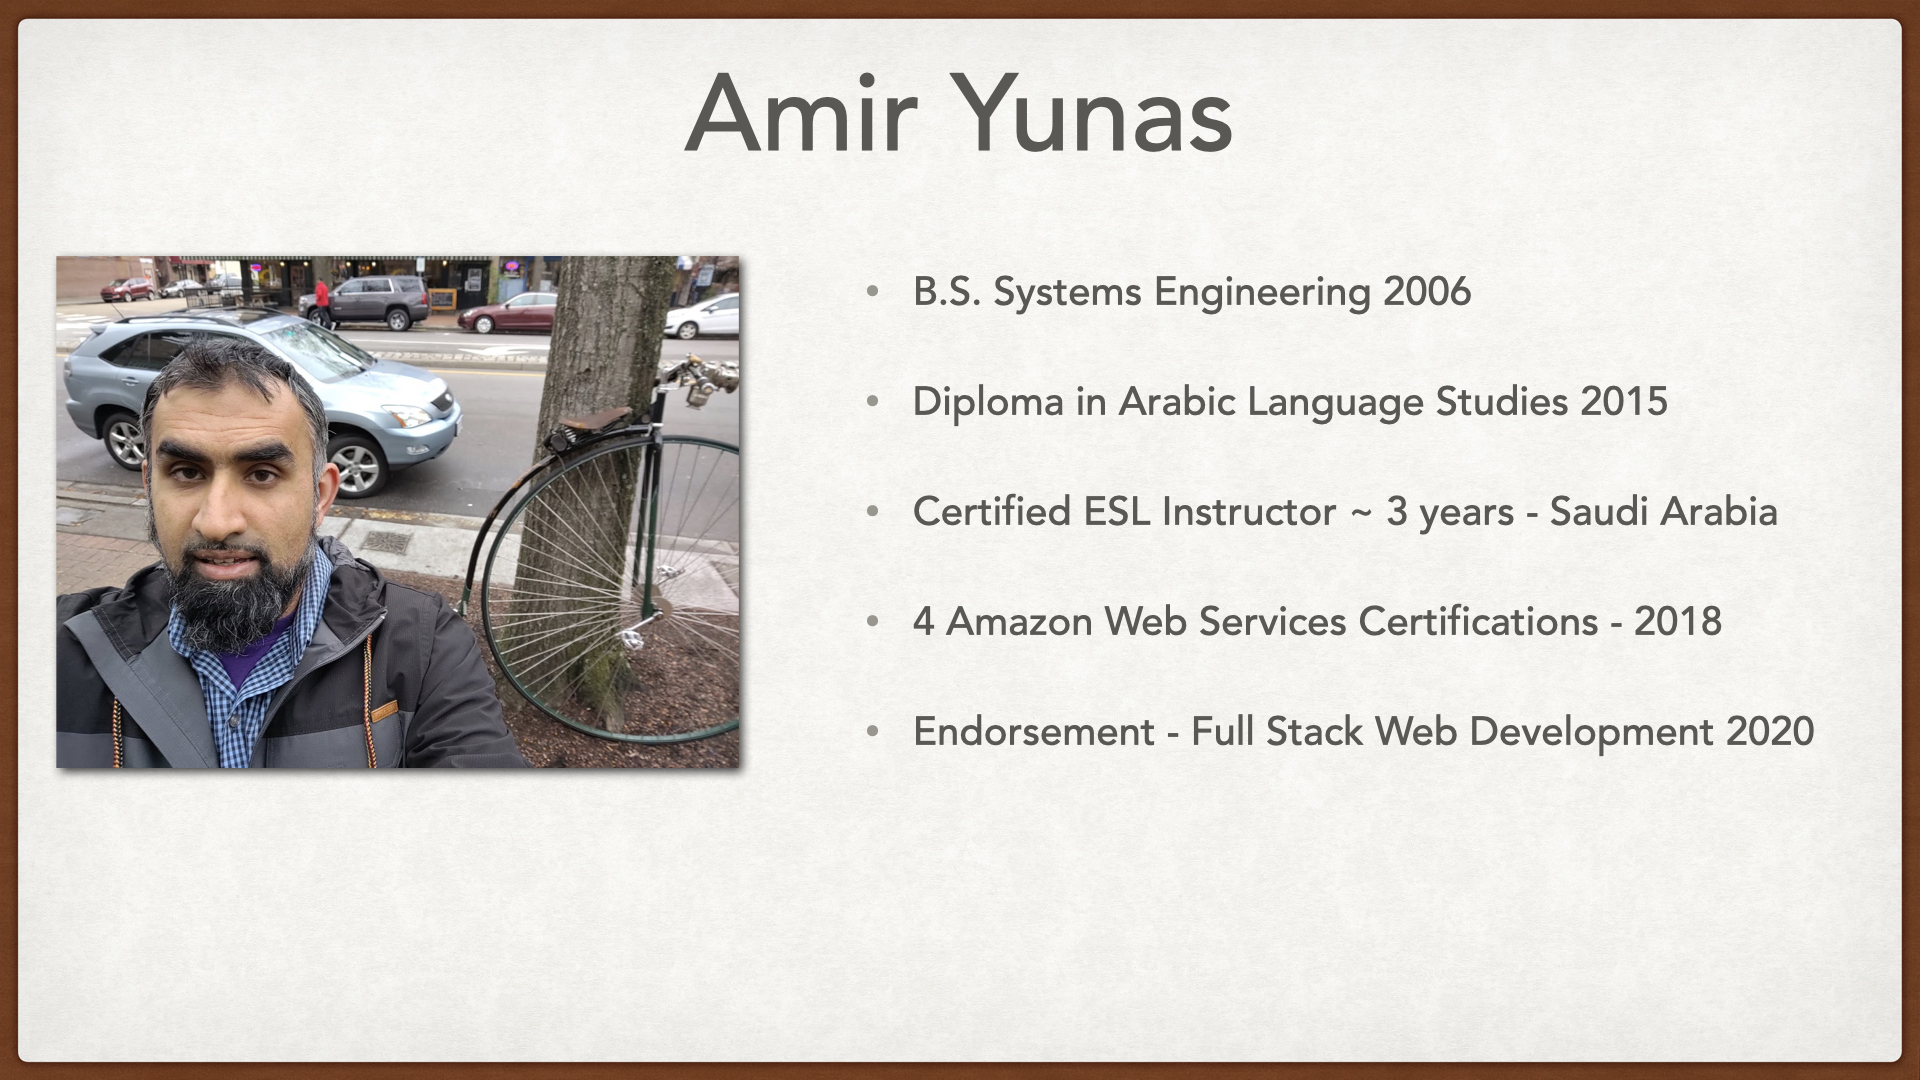 Amir Yunas
• B.S. Systems Engineering 2006
• Diploma in Arabic Language Studies 2015
• Certified ESL Instructor ~ 3 years - Saudi Arabia
• 4 Amazon Web Services Certifications - 2018
• Endorsement - Full Stack Web Development 2020